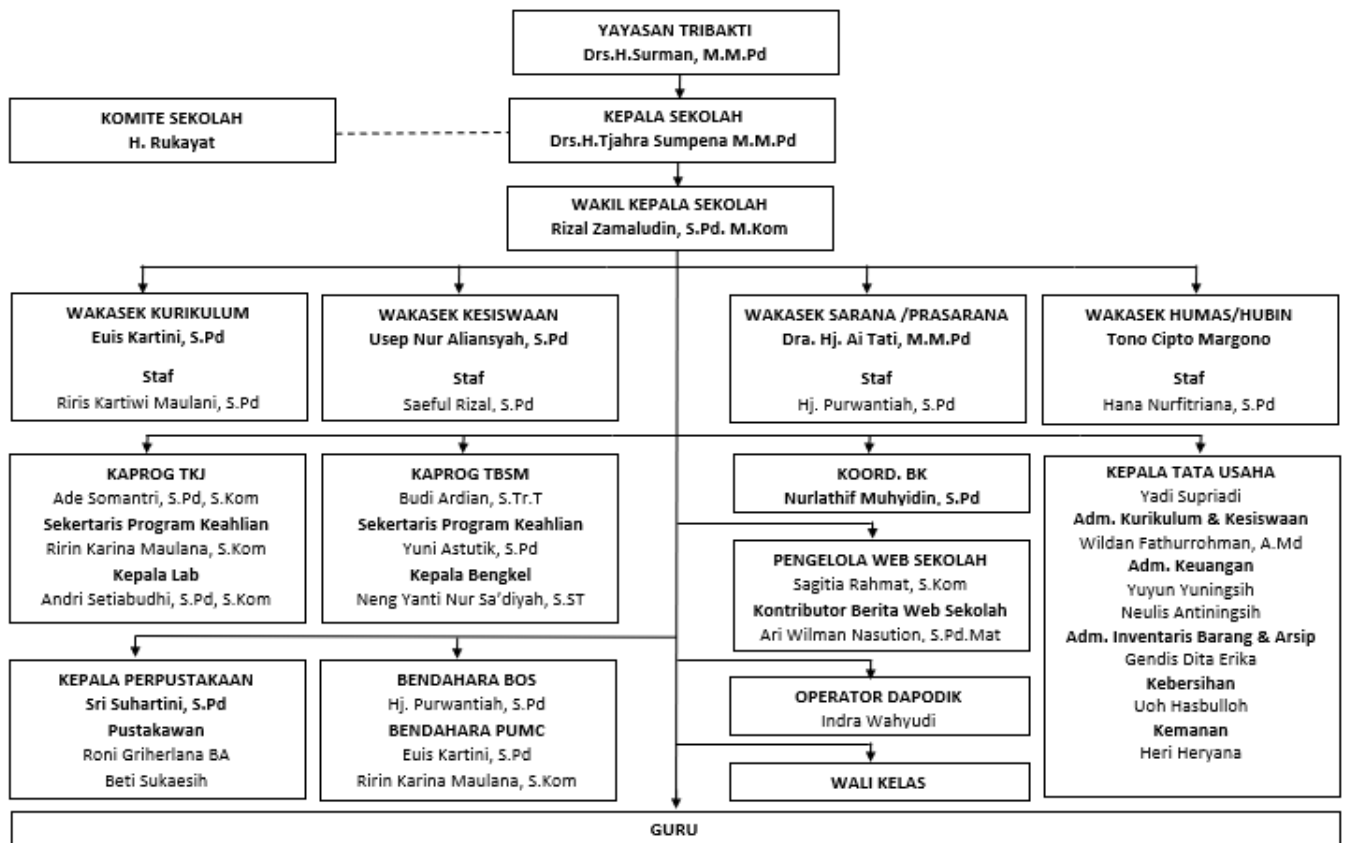 YAYASAN TRIBAKTI
Drs.H.Surman, M.M.Pd
KOMITE SEKOLAH
H. Rukayat
KEPALA SEKOLAH
Drs.H.Tjahra Sumpena M.M.Pd
WAKIL KEPALA SEKOLAH
Rizal Zamaludin, S.Pd. M.Kom
WAKASEK KURIKULUM
Euis Kartini, S.Pd
Staf
Riris Kartiwi Maulani, S.Pd
WAKASEK KESISWAAN
Usep Nur Aliansyah, S.Pd
Staf
Saeful Rizal, S.Pd
WAKASEK SARANA /PRASARANA
Dra. Hj. Ai Tati, M.M.Pd
Staf
Hj. Purwantiah, S.Pd
WAKASEK HUMAS/HUBIN
Tono Cipto Margono
Staf
Hana Nurfitriana, S.Pd
KAPROG TKJ
Ade Somantri, S.Pd, S.Kom
Sekertaris Program Keahlian
Ririn Karina Maulana, S.Kom
Kepala Lab
Andri Setiabudhi, S.Pd, S.Kom
KAPROG TBSM
Budi Ardian, S.Tr.T
Sekertaris Program Keahlian
Yuni Astutik, S.Pd
Kepala Bengkel
Neng Yanti Nur Sa'diyah, S.ST
KOORD. BK
Nurlathif Muhyidin, S.Pd
PENGELOLA WEB SEKOLAH
Sagitia Rahmat, S.Kom
Kontributor Berita Web Sekolah
Ari Wilman Nasution, S.Pd.Mat
KEPALA TATA USAHA
Yadi Supriadi
Adm. Kurikulum & Kesiswaan
Wildan Fathurrohman, A.Md
Adm. Keuangan
Yuyun Yuningsih
Neulis Antiningsih
Adm. Inventaris Barang & Arsip
Gendis Dita Erika
Kebersihan
Uoh Hasbulloh
Kemanan
Heri Heryana
KEPALA PERPUSTAKAAN
Sri Suhartini, S.Pd
Pustakawan
Roni Griherlana BA
Beti Sukaesih
BENDAHARA BOS
Hj. Purwantiah, S.Pd
BENDAHARA PUMC
Euis Kartini, S.Pd
Ririn Karina Maulana, S.Kom
OPERATOR DAPODIK
Indra Wahyudi
WALI KELAS
GURU